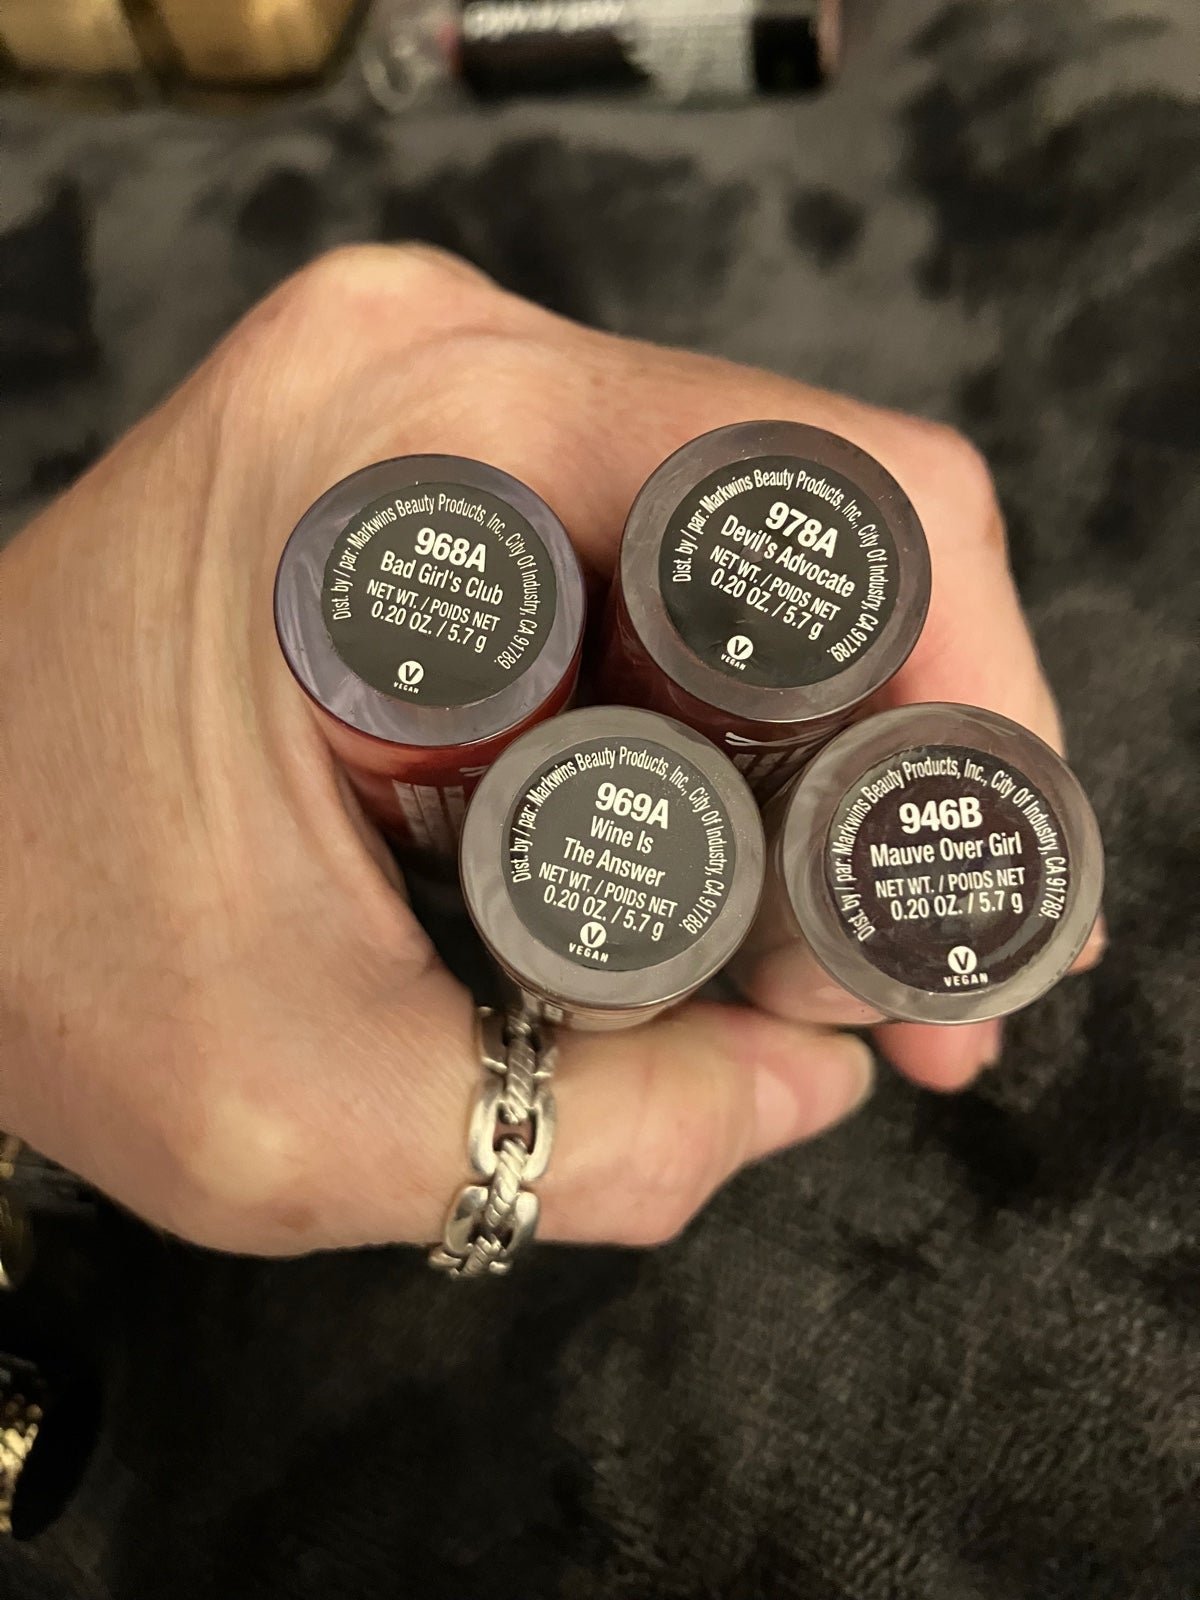 Dist. by / par: Markwins Beauty Products, Inc., City Of Industry, CA 91789.
968A
Bad Girl's Club
NET WT. / POIDS NET
0.20 OZ. / 5.7 g
V
VEGAN
Dist. by / par: Markwins Beauty Products, Inc., City Of Industry, CA 91789.
978A
Devil's Advocate
NET WT. / POIDS NET
0.20 OZ. / 5.7 g
V
VEGAN
Dist. by / par: Markwins Beauty Products, Inc., City Of Industry, CA 91789.
969A
Wine Is
The Answer
NET WT. / POIDS NET
0.20 OZ. / 5.7 g
V
VEGAN
Dist. by / par: Markwins Beauty Products, Inc., City Of Industry, CA 91789.
946B
Mauve Over Girl
NET WT. / POIDS NET
0.20 OZ. / 5.7 g
V
VEGAN